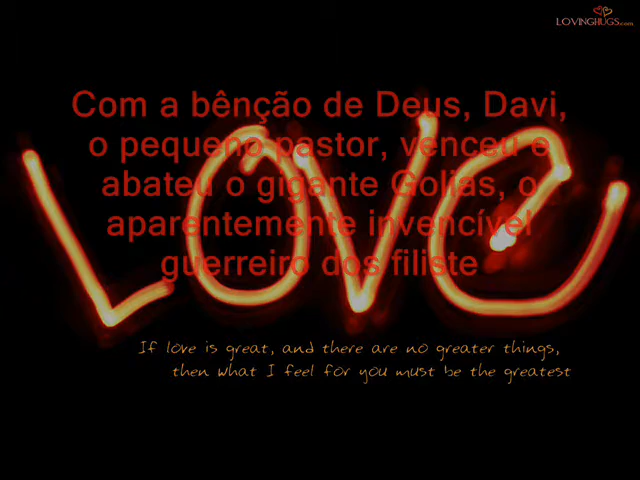 LOVINGHUGS.com
Com a bênção de Deus, Davi,
o pequeno pastor, venceu e
abateu o gigante Golias, o
aparentemente invencível
guerreiro dos filiste
LOVe
If love is great, and there are no greater things,
then what I feel for you must be the greatest